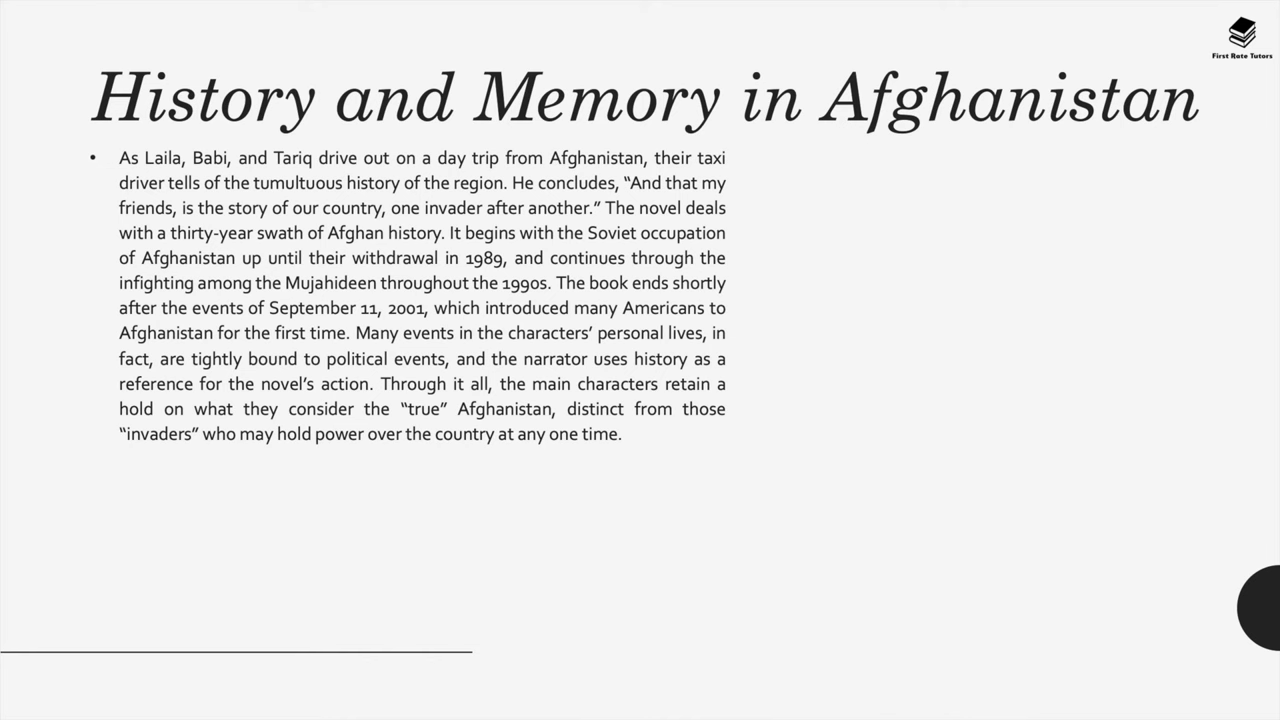 First Rate Tutors
History and Memory in Afghanistan
• As Laila, Babi, and Tariq drive out on a day trip from Afghanistan, their taxi
driver tells of the tumultuous history of the region. He concludes, “And that my
friends, is the story of our country, one invader after another.” The novel deals
with a thirty-year swath of Afghan history. It begins with the Soviet occupation
of Afghanistan up until their withdrawal in 1989, and continues through the
infighting among the Mujahideen throughout the 1990s. The book ends shortly
after the events of September 11, 2001, which introduced many Americans to
Afghanistan for the first time. Many events in the characters’ personal lives, in
fact, are tightly bound to political events, and the narrator uses history as a
reference for the novel’s action. Through it all, the main characters retain a
hold on what they consider the “true” Afghanistan, distinct from those
“invaders” who may hold power over the country at any one time.